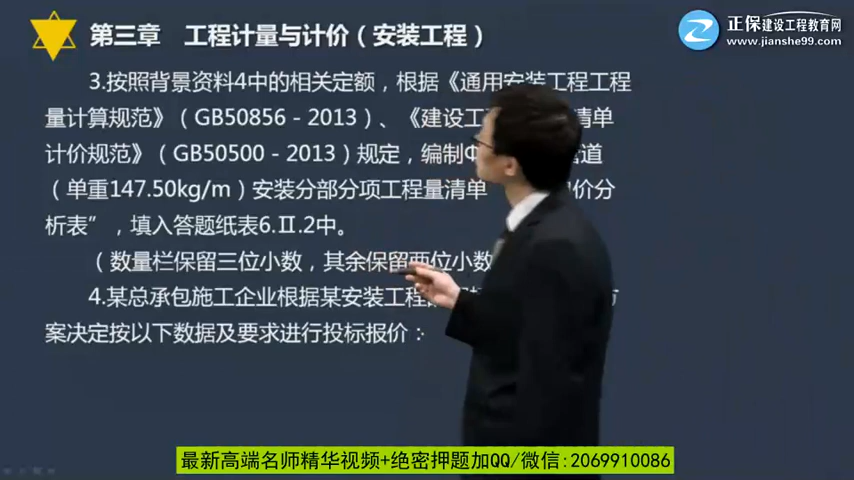 第三章 工程计量与计价（安装工程）
正保建设工程教育网
www.jianshe99.com
3.按照背景资料4中的相关定额，根据《通用安装工程工程
量计算规范》（GB50856－2013）、《建设工 清单
计价规范》（GB50500－2013）规定，编制 管道
（单重147.50kg/m）安装分部分项工程量清单 价分
析表”，填入答题纸表6.Ⅱ.2中。
（数量栏保留三位小数，其余保留两位小数
4.某总承包施工企业根据某安装工程 方
案决定按以下数据及要求进行投标报价：
最新高端名师精华视频+绝密押题加QQ/微信:2069910086